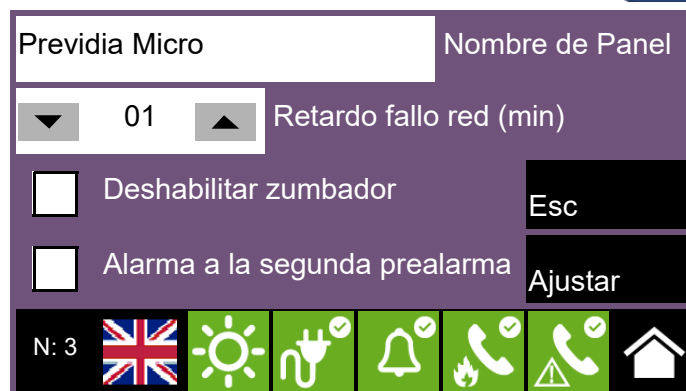 Previdia Micro Nombre de Panel
01 Retardo fallo red (min)
Deshabilitar zumbador
Esc
Alarma a la segunda prealarma
Ajustar
N: 3